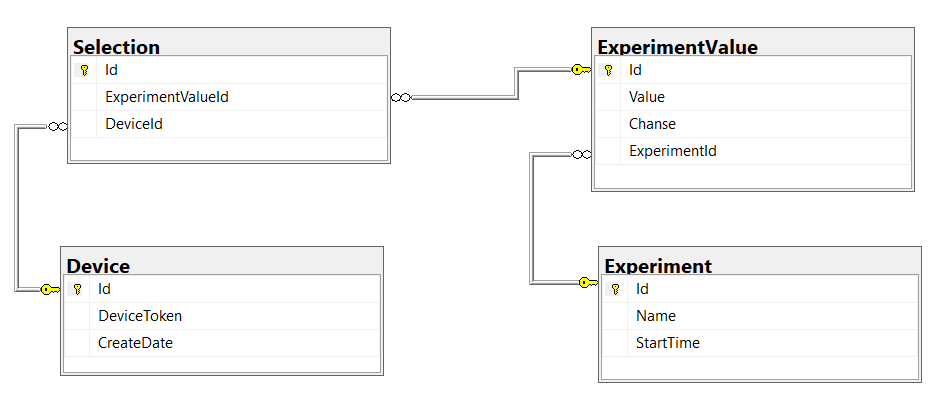 Selection
Id
ExperimentValueId
DeviceId
ExperimentValue
Id
Value
Chanse
ExperimentId
Device
Id
DeviceToken
CreateDate
Experiment
Id
Name
StartTime